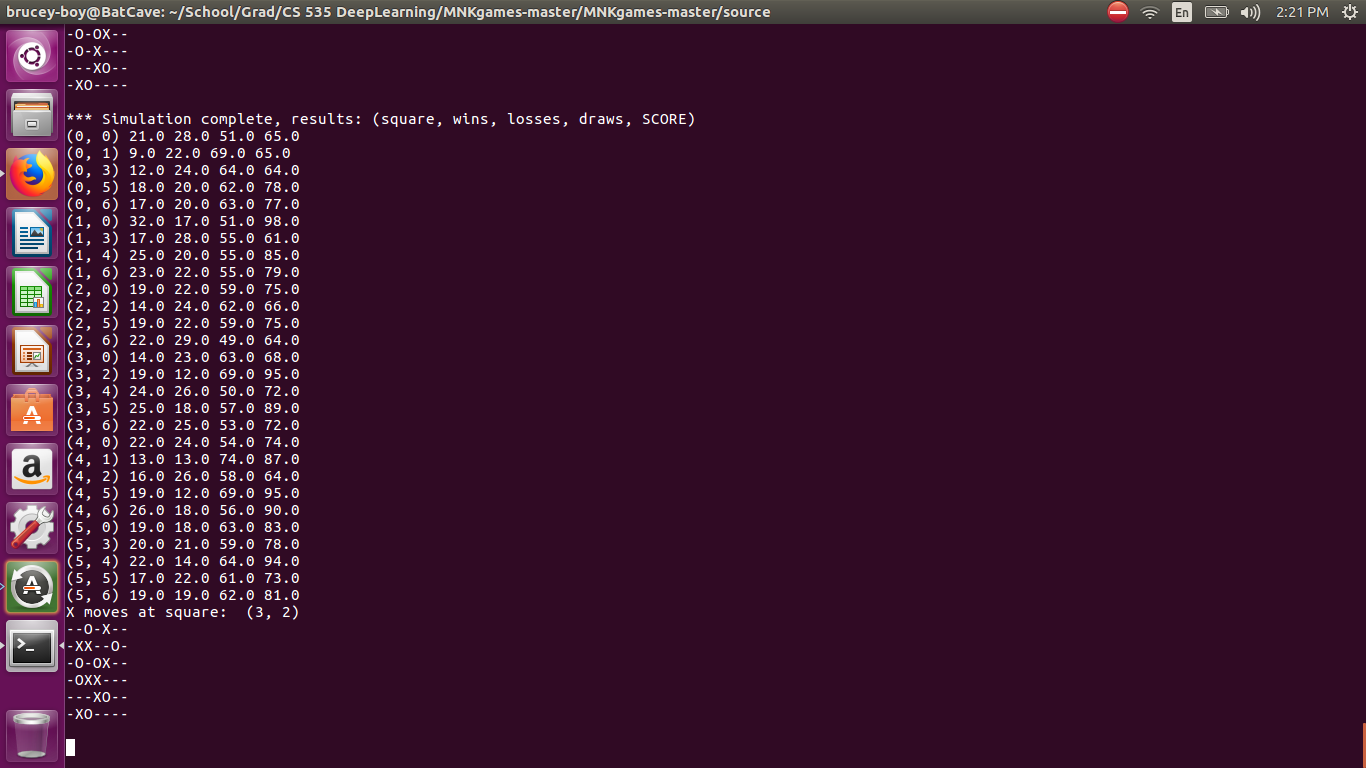 brucey-boy@BatCave: ~/School/Grad/CS 535 DeepLearning/MNKgames-master/MNKgames-master/source
En
2:21 PM
-O-OX--
-O-X---
---XO--
-XO----
*** Simulation complete, results: (square, wins, losses, draws, SCORE)
(0, 0) 21.0 28.0 51.0 65.0
(0, 1) 9.0 22.0 69.0 65.0
(0, 3) 12.0 24.0 64.0 64.0
(0, 5) 18.0 20.0 62.0 78.0
(0, 6) 17.0 20.0 63.0 77.0
(1, 0) 32.0 17.0 51.0 98.0
(1, 3) 17.0 28.0 55.0 61.0
(1, 4) 25.0 20.0 55.0 85.0
(1, 6) 23.0 22.0 55.0 79.0
(2, 0) 19.0 22.0 59.0 75.0
(2, 2) 14.0 24.0 62.0 66.0
(2, 5) 19.0 22.0 59.0 75.0
(2, 6) 22.0 29.0 49.0 64.0
(3, 0) 14.0 23.0 63.0 68.0
(3, 2) 19.0 12.0 69.0 95.0
(3, 4) 24.0 26.0 50.0 72.0
(3, 5) 25.0 18.0 57.0 89.0
(3, 6) 22.0 25.0 53.0 72.0
(4, 0) 22.0 24.0 54.0 74.0
(4, 1) 13.0 13.0 74.0 87.0
(4, 2) 16.0 26.0 58.0 64.0
(4, 5) 19.0 12.0 69.0 95.0
(4, 6) 26.0 18.0 56.0 90.0
(5, 0) 19.0 18.0 63.0 83.0
(5, 3) 20.0 21.0 59.0 78.0
(5, 4) 22.0 14.0 64.0 94.0
(5, 5) 17.0 22.0 61.0 73.0
(5, 6) 19.0 19.0 62.0 81.0
X moves at square:  (3, 2)
--O-X--
-XX--O-
-O-OX--
-OXX---
---XO--
-XO----